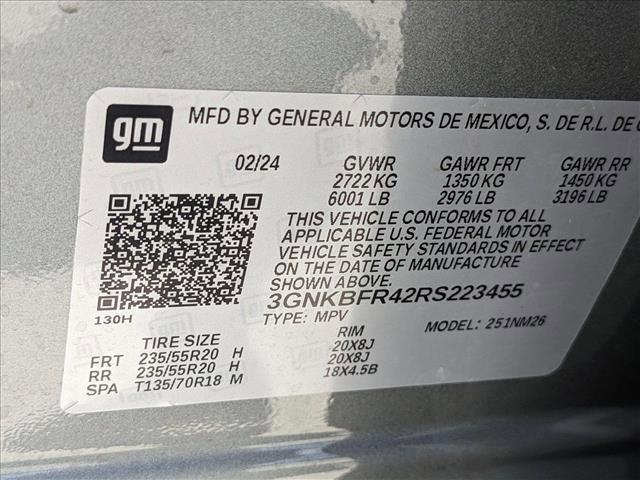 gm
MFD BY GENERAL MOTORS DE MEXICO, S. DE R.L. DE
02/24 GVWR GAWR FRT GAWR RR
2722 KG 1350 KG 1450 KG
6001 LB 2976 LB 3196 LB
THIS VEHICLE CONFORMS TO ALL
APPLICABLE U.S. FEDERAL MOTOR
VEHICLE SAFETY STANDARDS IN EFFECT
ON THE DATE OF MANUFACTURE
SHOWN ABOVE.
3GNKBFR42RS223455
130H TYPE: MPV MODEL: 251NM26
TIRE SIZE RIM
FRT 235/55R20 H 20X8J
RR 235/55R20 H 20X8J
SPA T135/70R18 M 18X4.5B